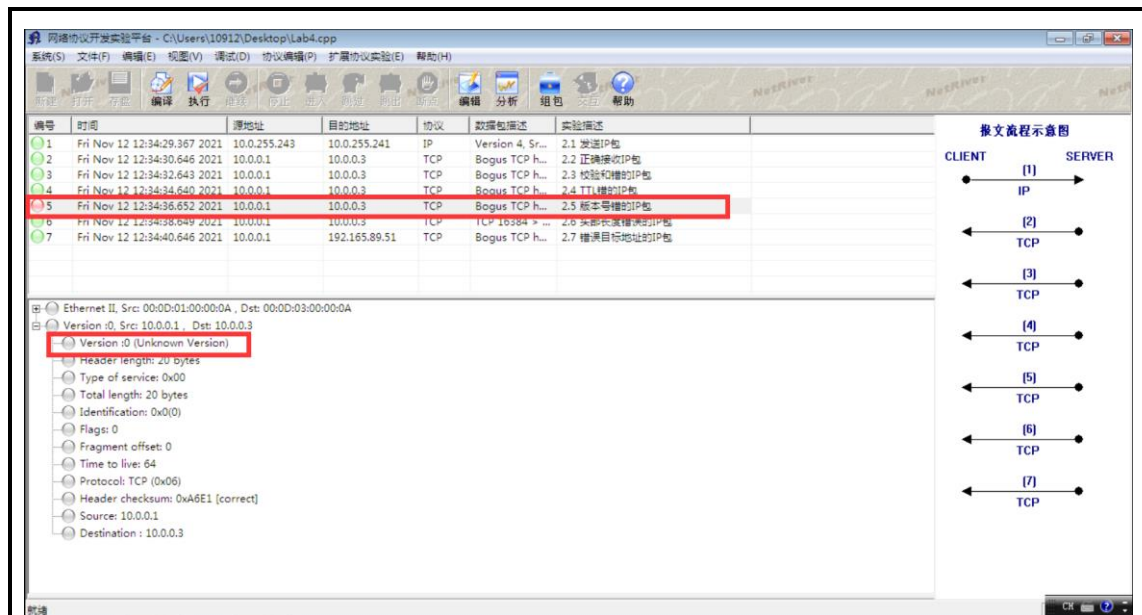 网络协议开发实验平台 - C:\Users\10912\Desktop\Lab4.cpp
系统(S) 文件(F) 编辑(E) 视图(V) 调试(D) 协议编辑(P) 扩展协议实验(E) 帮助(H)
新建 打开 存盘 编译 执行 继续 停止 进入 跳过 跳出 断点 编辑 分析 组包 交互 帮助
NetRiver
编号 时间 源地址 目的地址 协议 数据包描述 实验描述
1 Fri Nov 12 12:34:29.367 2021 10.0.255.243 10.0.255.241 IP Version 4, Sr... 2.1 发送IP包
2 Fri Nov 12 12:34:30.646 2021 10.0.0.1 10.0.0.3 TCP Bogus TCP h... 2.2 正确接收IP包
3 Fri Nov 12 12:34:32.643 2021 10.0.0.1 10.0.0.3 TCP Bogus TCP h... 2.3 校验和错的IP包
4 Fri Nov 12 12:34:34.640 2021 10.0.0.1 10.0.0.3 TCP Bogus TCP h... 2.4 TTL错的IP包
5 Fri Nov 12 12:34:36.652 2021 10.0.0.1 10.0.0.3 TCP Bogus TCP h... 2.5 版本号错的IP包
6 Fri Nov 12 12:34:38.649 2021 10.0.0.1 10.0.0.3 TCP TCP 16384 > ... 2.6 头部长度错误的IP包
7 Fri Nov 12 12:34:40.646 2021 10.0.0.1 192.165.89.51 TCP Bogus TCP h... 2.7 错误目标地址的IP包
Ethernet II, Src: 00:0D:01:00:00:0A , Dst: 00:0D:03:00:00:0A
Version :0, Src: 10.0.0.1 , Dst: 10.0.0.3
Version :0 (Unknown Version)
Header length: 20 bytes
Type of service: 0x00
Total length: 20 bytes
Identification: 0x0(0)
Flags: 0
Fragment offset: 0
Time to live: 64
Protocol: TCP (0x06)
Header checksum: 0xA6E1 [correct]
Source: 10.0.0.1
Destination : 10.0.0.3
报文流程示意图
CLIENT SERVER
(1)
IP
(2)
TCP
(3)
TCP
(4)
TCP
(5)
TCP
(6)
TCP
(7)
TCP
就绪
CH